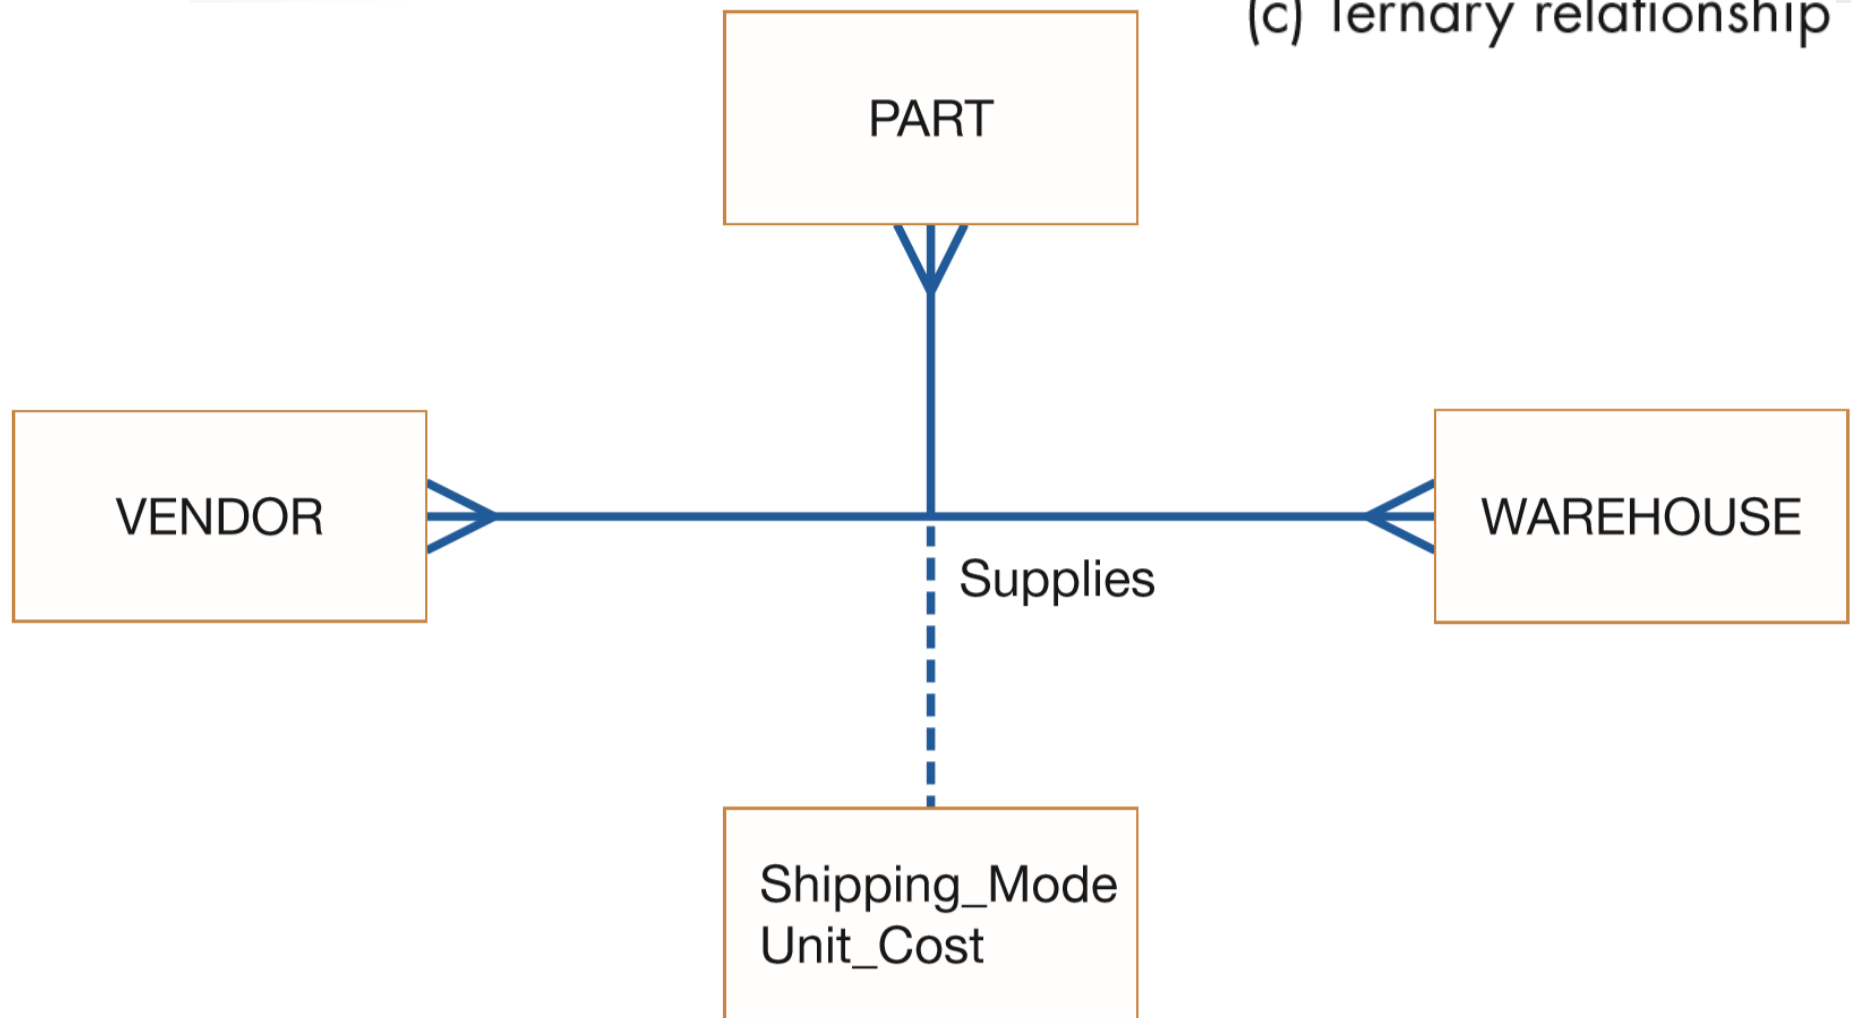 (c) Ternary relationship
PART
VENDOR
WAREHOUSE
Supplies
Shipping_Mode
Unit_Cost